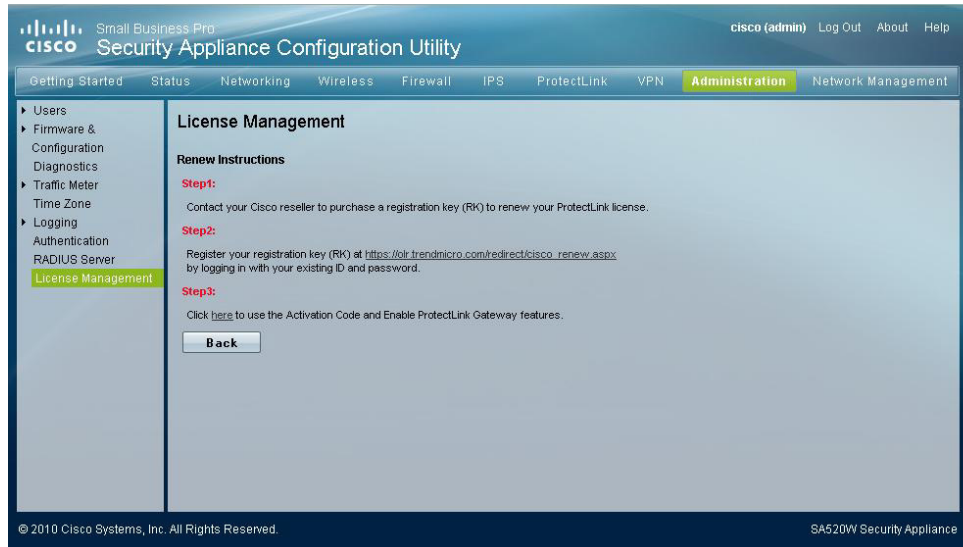 Small Business Pro
CISCO Security Appliance Configuration Utility
cisco (admin) Log Out About Help
Getting Started Status Networking Wireless Firewall IPS ProtectLink VPN Administration Network Management
Users
Firmware &
Configuration
Diagnostics
Traffic Meter
Time Zone
Logging
Authentication
RADIUS Server
License Management
License Management
Renew Instructions
Step1:
Contact your Cisco reseller to purchase a registration key (RK) to renew your ProtectLink license.
Step2:
Register your registration key (RK) at https://olr.trendmicro.com/redirect/cisco_renew.aspx
by logging in with your existing ID and password.
Step3:
Click here to use the Activation Code and Enable ProtectLink Gateway features.
Back
© 2010 Cisco Systems, Inc. All Rights Reserved.
SA520W Security Appliance